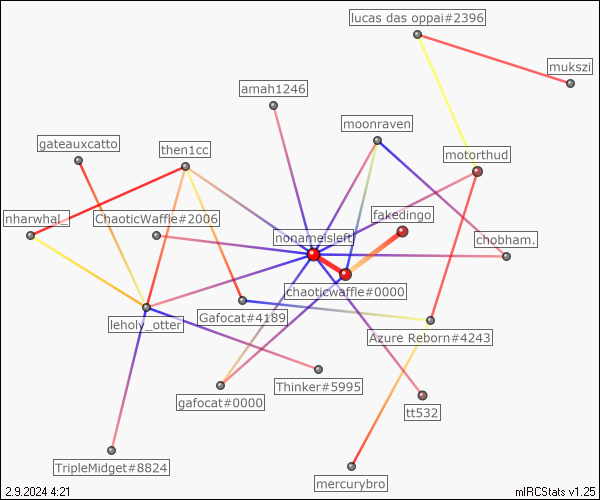 lucas das oppai#2396
mukszi
amah1246
moonraven
gateauxcatto
then1cc
motorthud
nharwhal_
ChaoticWaffle#2006
fakedingo
nonameisleft
chobham.
chaoticwaffle#0000
leholy_otter
Gafocat#4189
Azure Reborn#4243
Thinker#5995
gafocat#0000
tt532
TripleMidget#8824
mercurybro
2.9.2024 4:21
mIRCStats v1.25